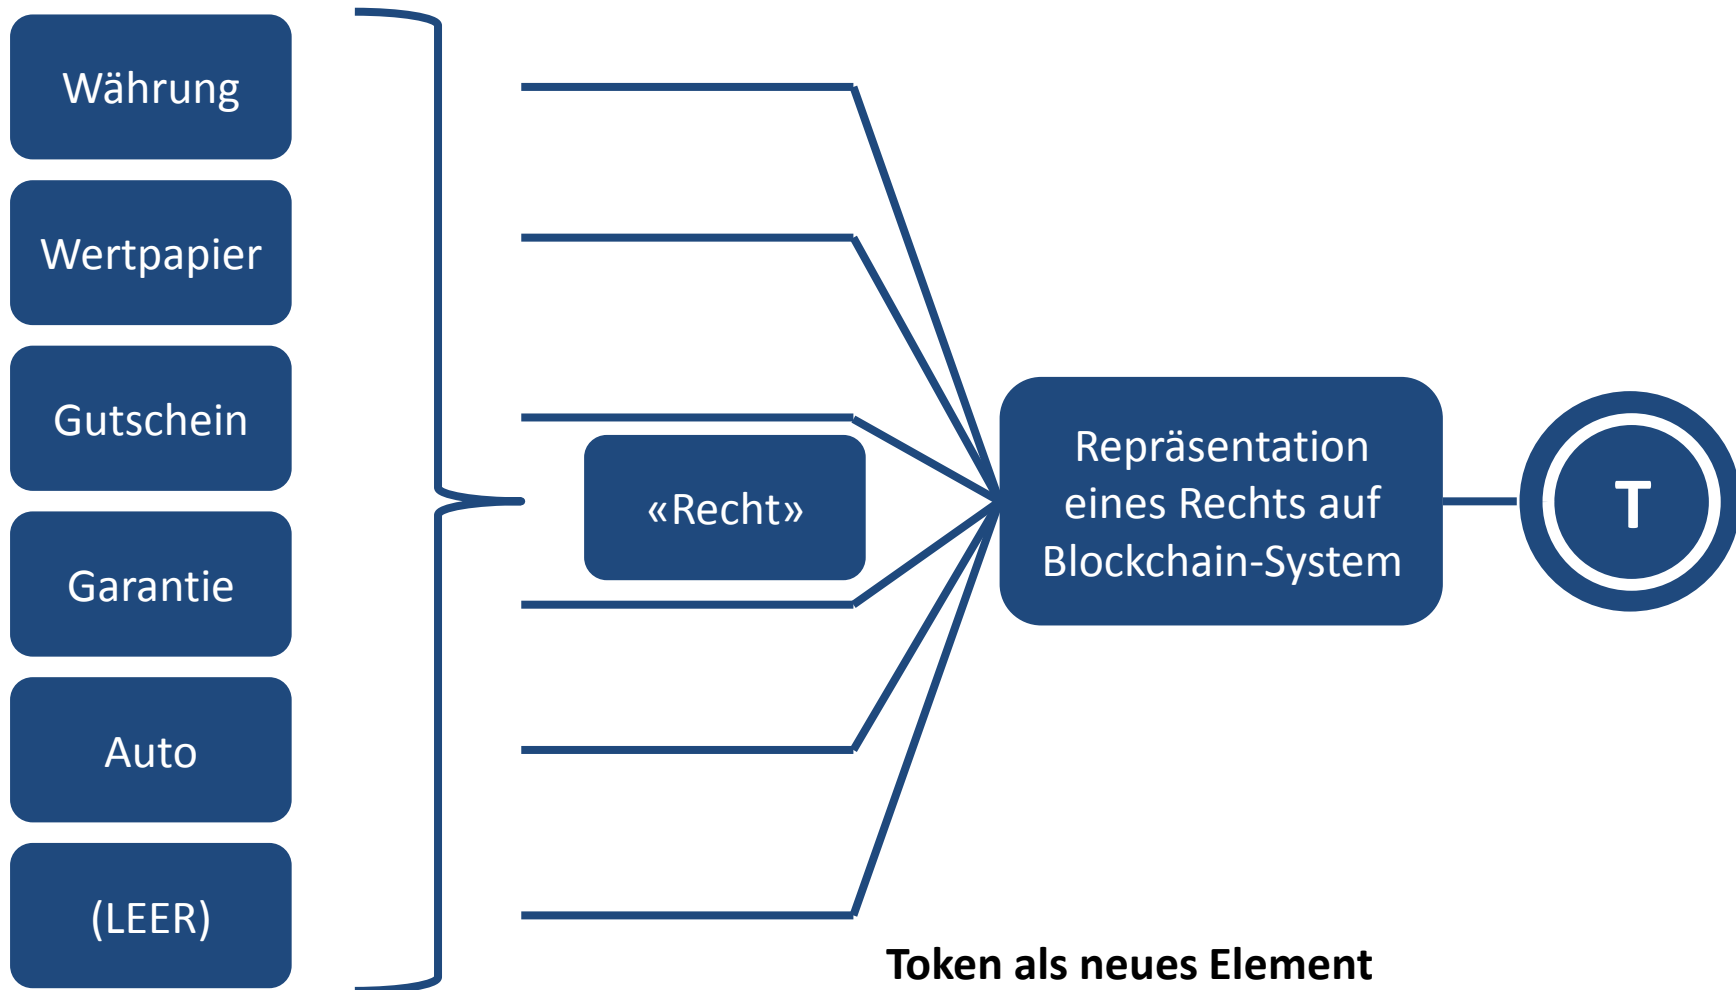 Währung
Wertpapier
Gutschein
Garantie
Auto
(LEER)
«Recht»
Repräsentation
eines Rechts auf
Blockchain-System
T
Token als neues Element